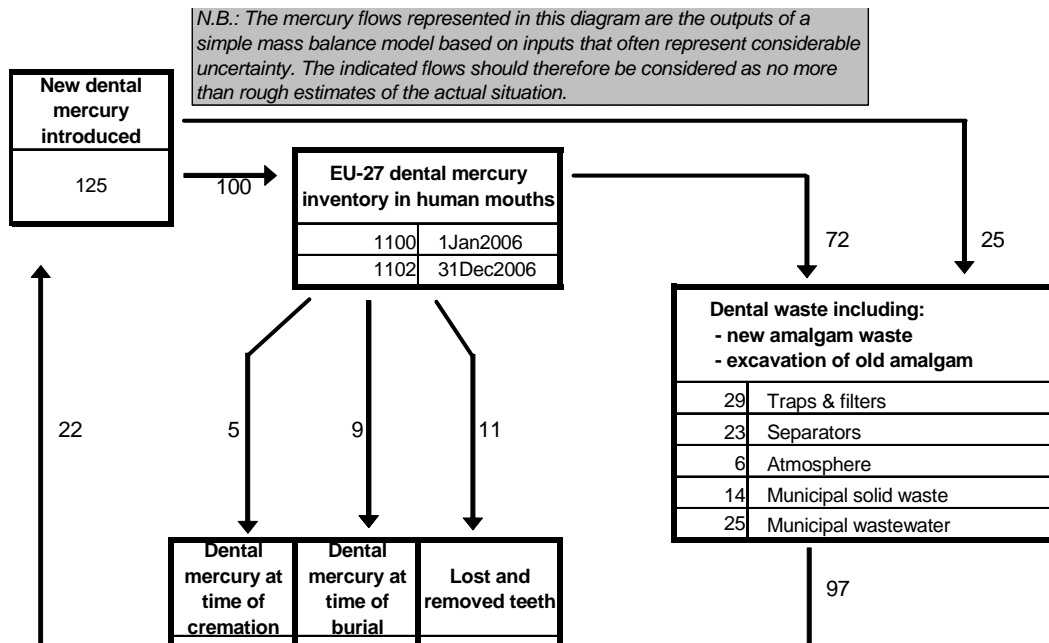 N.B.: The mercury flows represented in this diagram are the outputs of a
simple mass balance model based on inputs that often represent considerable
uncertainty. The indicated flows should therefore be considered as no more
than rough estimates of the actual situation.
New dental
mercury
introduced
125
100
EU-27 dental mercury
inventory in human mouths
1100 1Jan2006
1102 31Dec2006
72
25
Dental waste including:
- new amalgam waste
- excavation of old amalgam
29 Traps & filters
23 Separators
6 Atmosphere
14 Municipal solid waste
25 Municipal wastewater
22
5
9
11
97
Dental
mercury at
time of
cremation
Dental
mercury at
time of
burial
Lost and
removed teeth